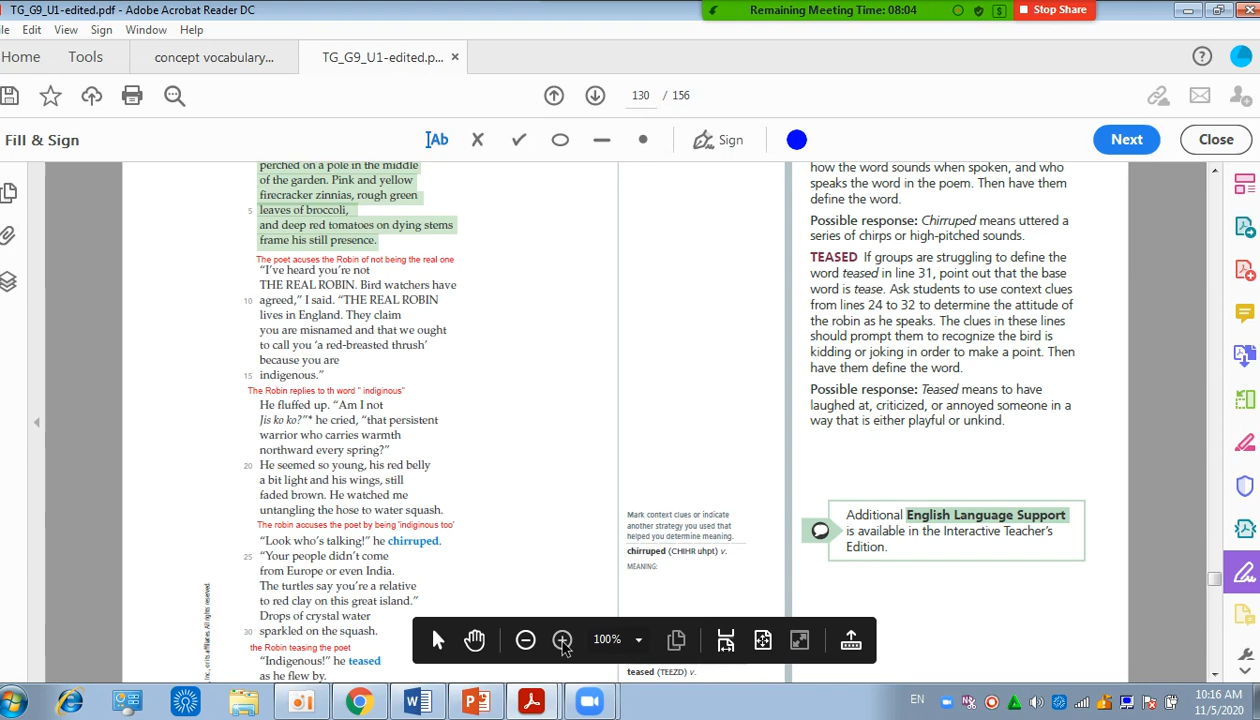 TG_G9_U1-edited.pdf - Adobe Acrobat Reader DC
Remaining Meeting Time: 08:04
Stop Share
Edit View Sign Window Help
Home
Tools
concept vocabulary...
TG_G9_U1-edited.p...
130 / 156
Fill & Sign
Ab
Sign
Next
Close
perched on a pole in the middle
of the garden. Pink and yellow
firecracker zinnias, rough green
5 leaves of broccoli,
and deep red tomatoes on dying stems
frame his still presence.
The poet acuses the Robin of not being the real one
“I’ve heard you’re not
THE REAL ROBIN. Bird watchers have
10 agreed,” I said. “THE REAL ROBIN
lives in England. They claim
you are misnamed and that we ought
to call you ‘a red-breasted thrush’
because you are
15 indigenous.”
The Robin replies to th word " indiginous"
He fluffed up. “Am I not
Jis ko ko?”* he cried, “that persistent
warrior who carries warmth
northward every spring?”
20 He seemed so young, his red belly
a bit light and his wings, still
faded brown. He watched me
untangling the hose to water squash.
The robin accuses the poet by being 'indiginous too'
“Look who’s talking!” he chirruped.
25 “Your people didn’t come
from Europe or even India.
The turtles say you’re a relative
to red clay on this great island.”
Drops of crystal water
30 sparkled on the squash.
the Robin teasing the poet
“Indigenous!” he teased
as he flew by.
Inc., or its affiliates. All rights reserved.
Mark context clues or indicate
another strategy you used that
helped you determine meaning.
chirruped (CHIHR uhpt) v.
MEANING:
teased (TEEZD) v.
how the word sounds when spoken, and who
speaks the word in the poem. Then have them
define the word.
Possible response: Chirruped means uttered a
series of chirps or high-pitched sounds.
TEASED If groups are struggling to define the
word teased in line 31, point out that the base
word is tease. Ask students to use context clues
from lines 24 to 32 to determine the attitude of
the robin as he speaks. The clues in these lines
should prompt them to recognize the bird is
kidding or joking in order to make a point. Then
have them define the word.
Possible response: Teased means to have
laughed at, criticized, or annoyed someone in a
way that is either playful or unkind.
Additional English Language Support
is available in the Interactive Teacher’s
Edition.
100%
EN
10:16 AM
11/5/2020